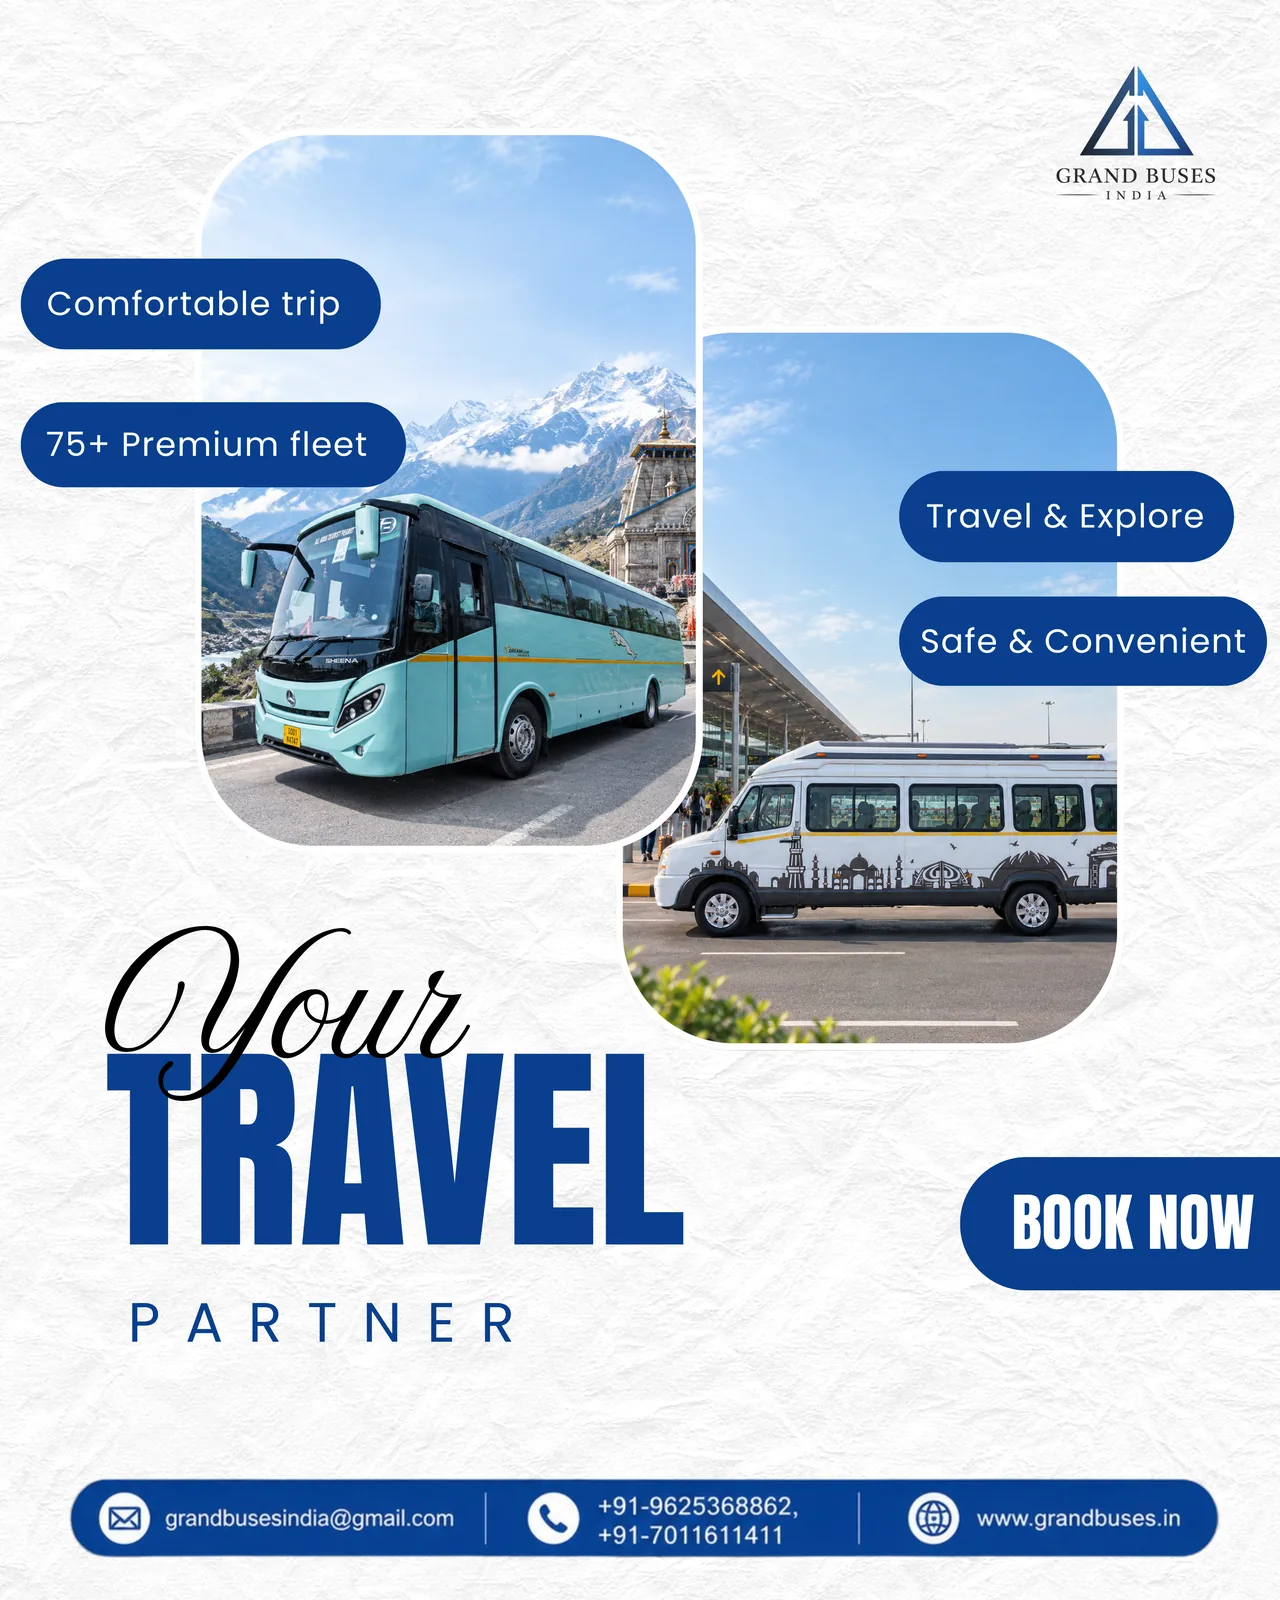 GRAND BUSES
INDIA
Comfortable trip
75+ Premium fleet
Travel & Explore
Safe & Convenient
SHEENA
Your
TRAVEL
PARTNER
BOOK NOW
grandbusesindia@gmail.com
+91-9625368862,
+91-7011611411
www.grandbuses.in